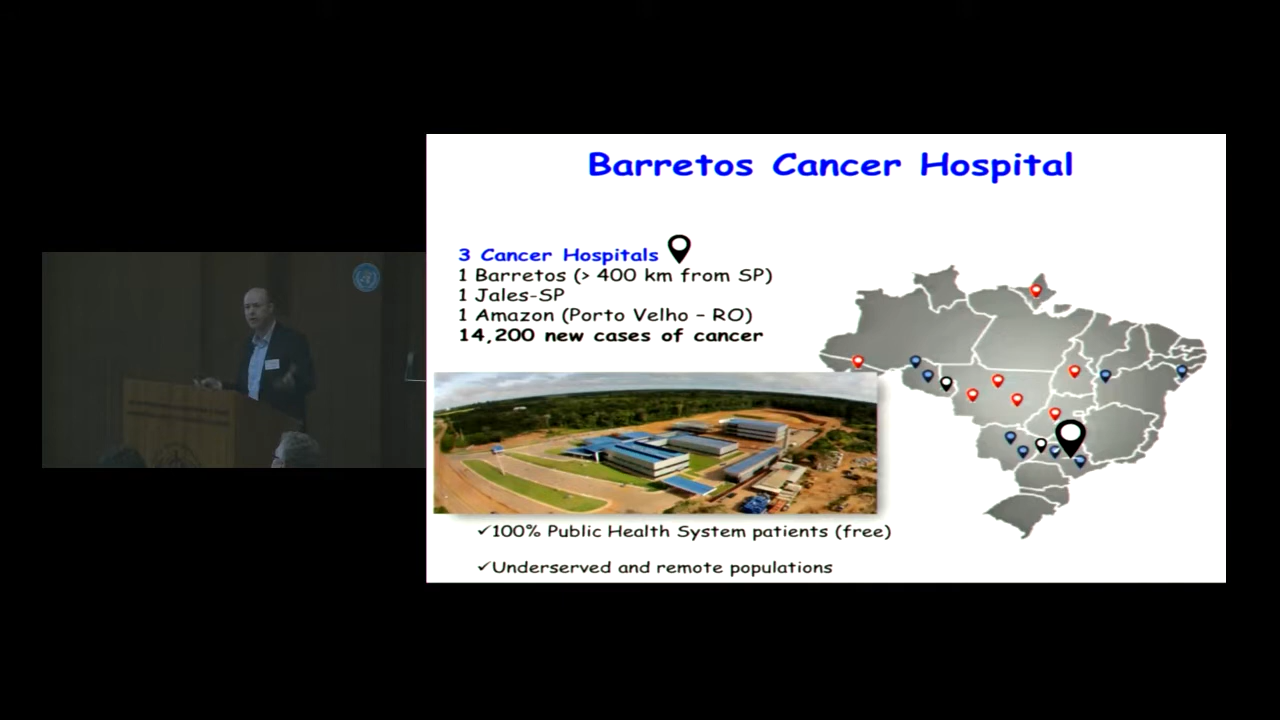 Barretos Cancer Hospital
3 Cancer Hospitals
1 Barretos (> 400 km from SP)
1 Jales-SP
1 Amazon (Porto Velho – RO)
14,200 new cases of cancer
✓100% Public Health System patients (free)
✓Underserved and remote populations